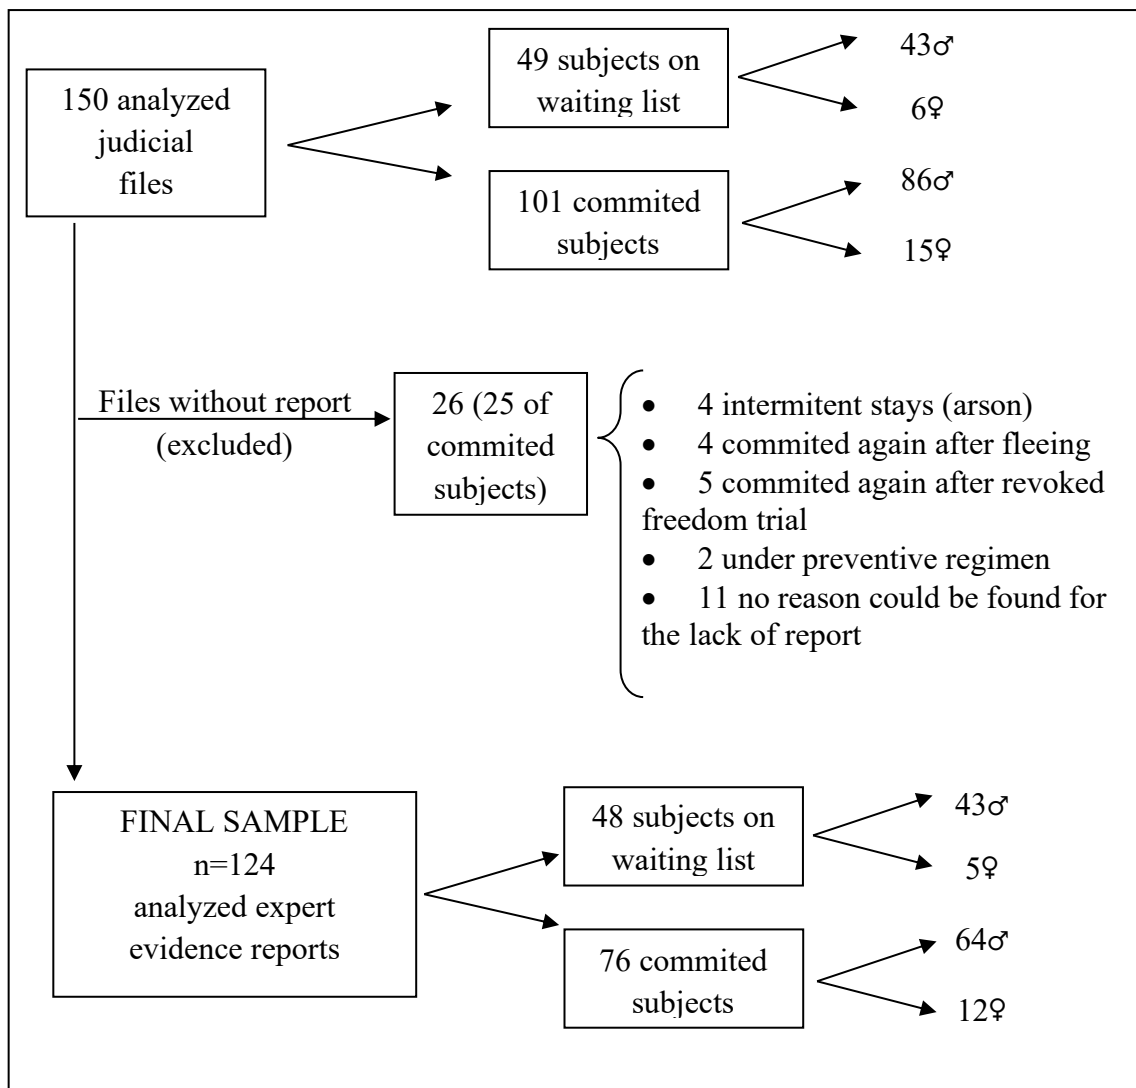 150 analyzed
judicial
files
49 subjects on
waiting list
43♂
6♀
101 commited
subjects
86♂
15♀
Files without report
(excluded)
26 (25 of
commited
subjects)
• 4 intermitent stays (arson)
• 4 commited again after fleeing
• 5 commited again after revoked
freedom trial
• 2 under preventive regimen
• 11 no reason could be found for
the lack of report
FINAL SAMPLE
n=124
analyzed expert
evidence reports
48 subjects on
waiting list
43♂
5♀
76 commited
subjects
64♂
12♀